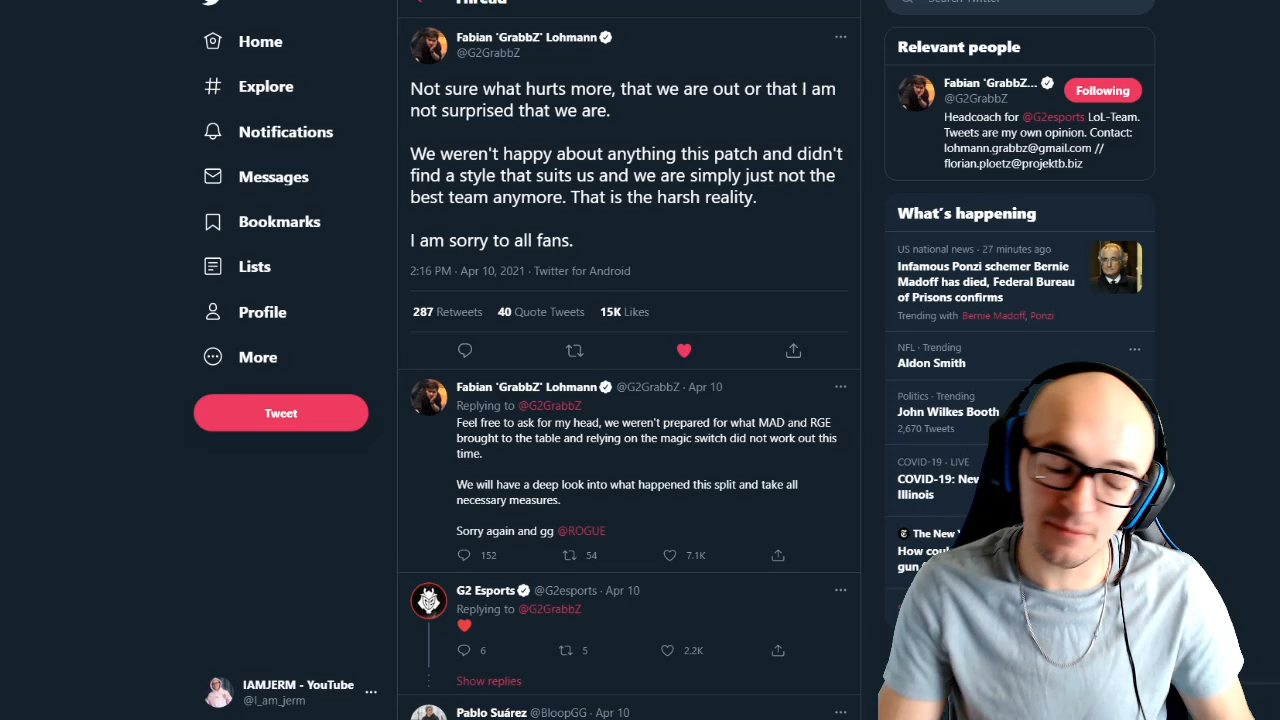 Thread
Search Twitter
Home
Explore
Notifications
Messages
Bookmarks
Lists
Profile
More
Tweet
IAMJERM - YouTube
@I_am_jerm
Fabian 'GrabbZ' Lohmann
@G2GrabbZ
Not sure what hurts more, that we are out or that I am
not surprised that we are.
We weren't happy about anything this patch and didn't
find a style that suits us and we are simply just not the
best team anymore. That is the harsh reality.
I am sorry to all fans.
2:16 PM · Apr 10, 2021 · Twitter for Android
287 Retweets 40 Quote Tweets 15K Likes
Fabian 'GrabbZ' Lohmann @G2GrabbZ · Apr 10
Replying to @G2GrabbZ
Feel free to ask for my head, we weren't prepared for what MAD and RGE
brought to the table and relying on the magic switch did not work out this
time.
We will have a deep look into what happened this split and take all
necessary measures.
Sorry again and gg @ROGUE
152 54 7.1K
G2 Esports @G2esports · Apr 10
Replying to @G2GrabbZ
6 5 2.2K
Show replies
Pablo Suárez @BloopGG · Apr 10
Relevant people
Fabian 'GrabbZ...
@G2GrabbZ
Following
Headcoach for @G2esports LoL-Team.
Tweets are my own opinion. Contact:
lohmann.grabbz@gmail.com //
florian.ploetz@projektb.biz
What's happening
US national news · 27 minutes ago
Infamous Ponzi schemer Bernie
Madoff has died, Federal Bureau
of Prisons confirms
Trending with Bernie Madoff, Ponzi
NFL · Trending
Aldon Smith
Politics · Trending
John Wilkes Booth
2,670 Tweets
COVID-19 · LIVE
COVID-19:
Illinois
The New
How
gun